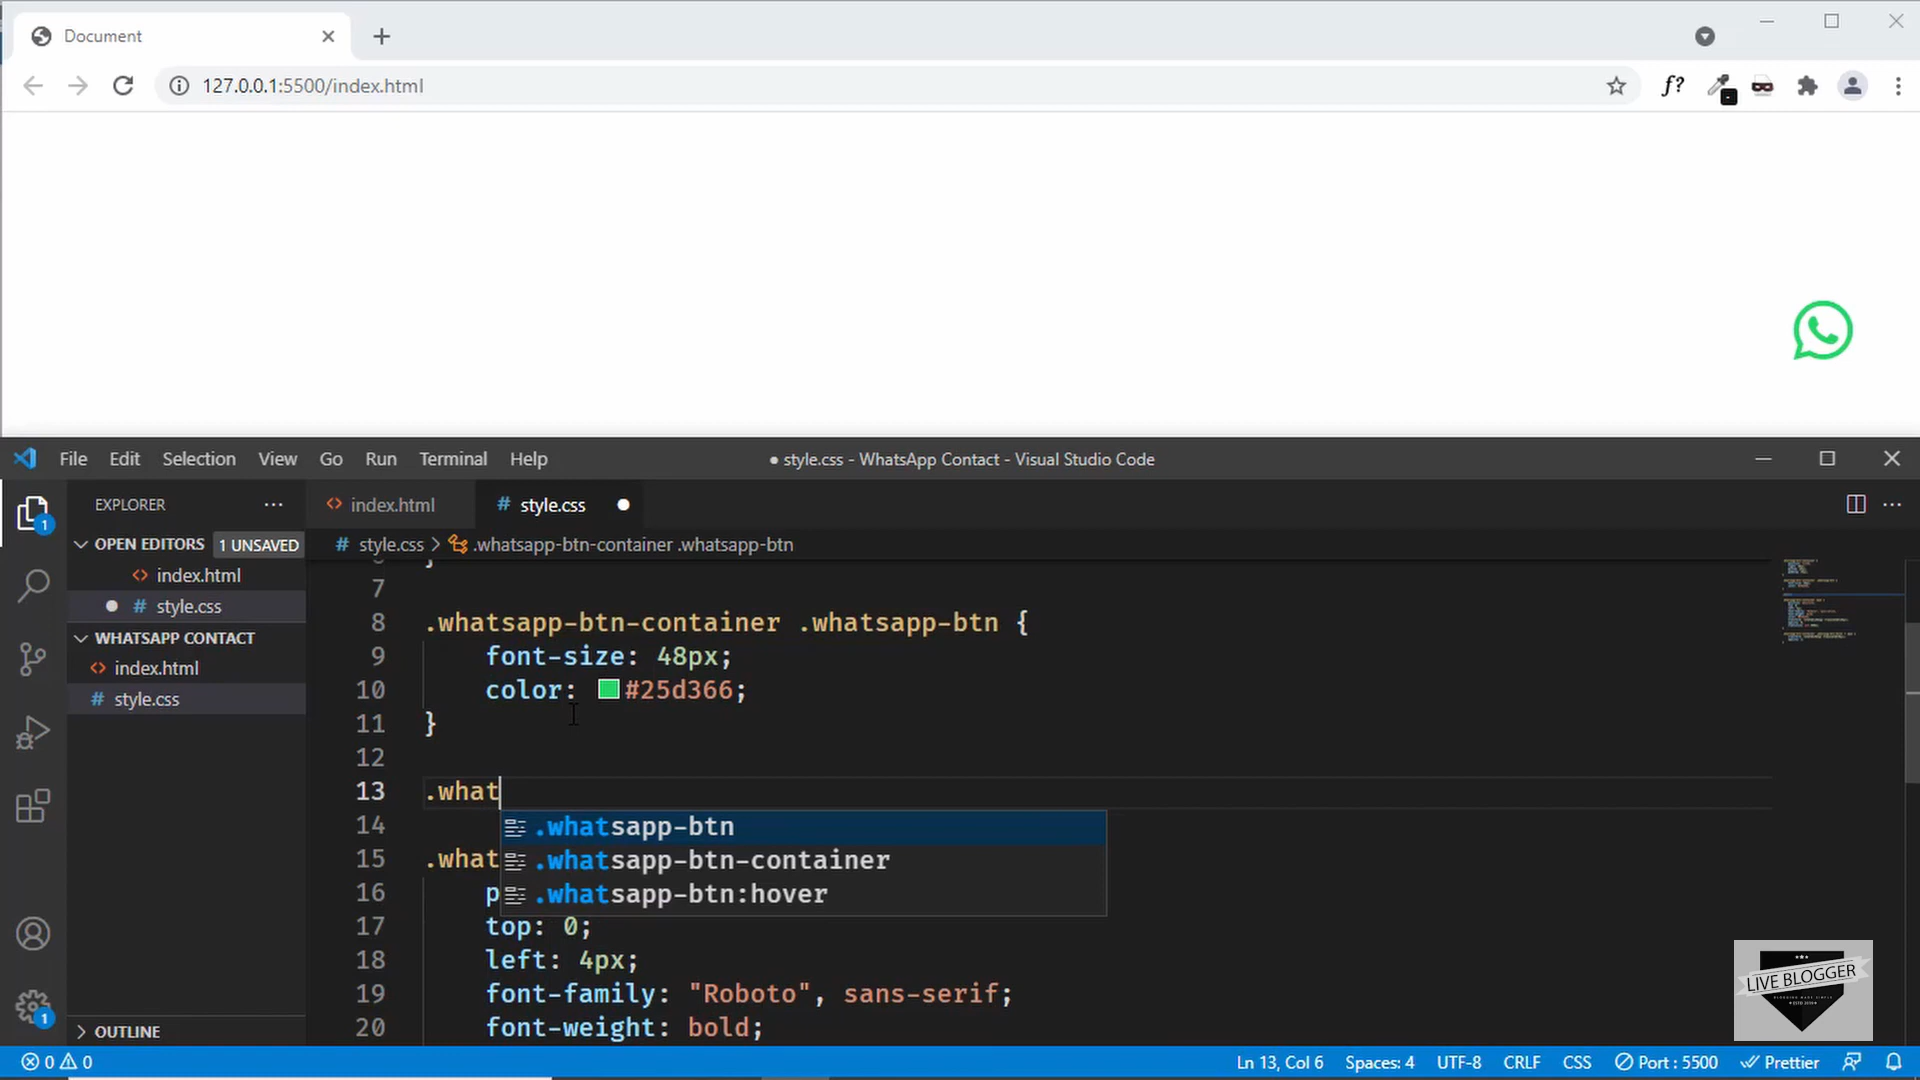 Document
127.0.0.1:5500/index.html
f?
File Edit Selection View Go Run Terminal Help
● style.css - WhatsApp Contact - Visual Studio Code
EXPLORER
index.html
style.css
OPEN EDITORS 1 UNSAVED
style.css > .whatsapp-btn-container .whatsapp-btn
index.html
style.css
WHATSAPP CONTACT
index.html
style.css
OUTLINE
1
1
7
8 .whatsapp-btn-container .whatsapp-btn {
9 font-size: 48px;
10 color: #25d366;
11 }
12
13 .what
14
15 .what
16 p
17 top: 0;
18 left: 4px;
19 font-family: "Roboto", sans-serif;
20 font-weight: bold;
.whatsapp-btn
.whatsapp-btn-container
.whatsapp-btn:hover
LIVE BLOGGER
0 0
Ln 13, Col 6 Spaces: 4 UTF-8 CRLF CSS Port : 5500 Prettier